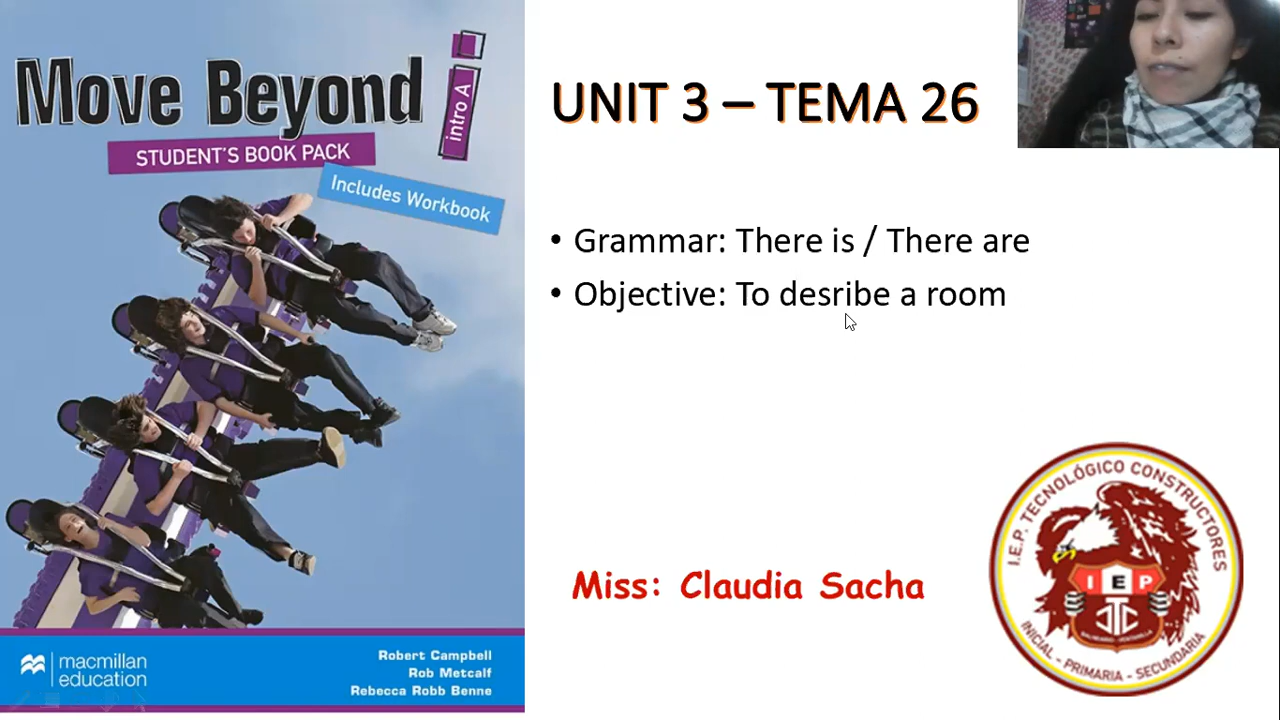 Move Beyond
intro A
STUDENT'S BOOK PACK
Includes Workbook
macmillan
education
Robert Campbell
Rob Metcalf
Rebecca Robb Benne
UNIT 3 – TEMA 26
• Grammar: There is / There are
• Objective: To desribe a room
Miss: Claudia Sacha
I.E.P. TECNOLÓGICO CONSTRUCTORES
I E P
INICIAL - PRIMARIA - SECUNDARIA